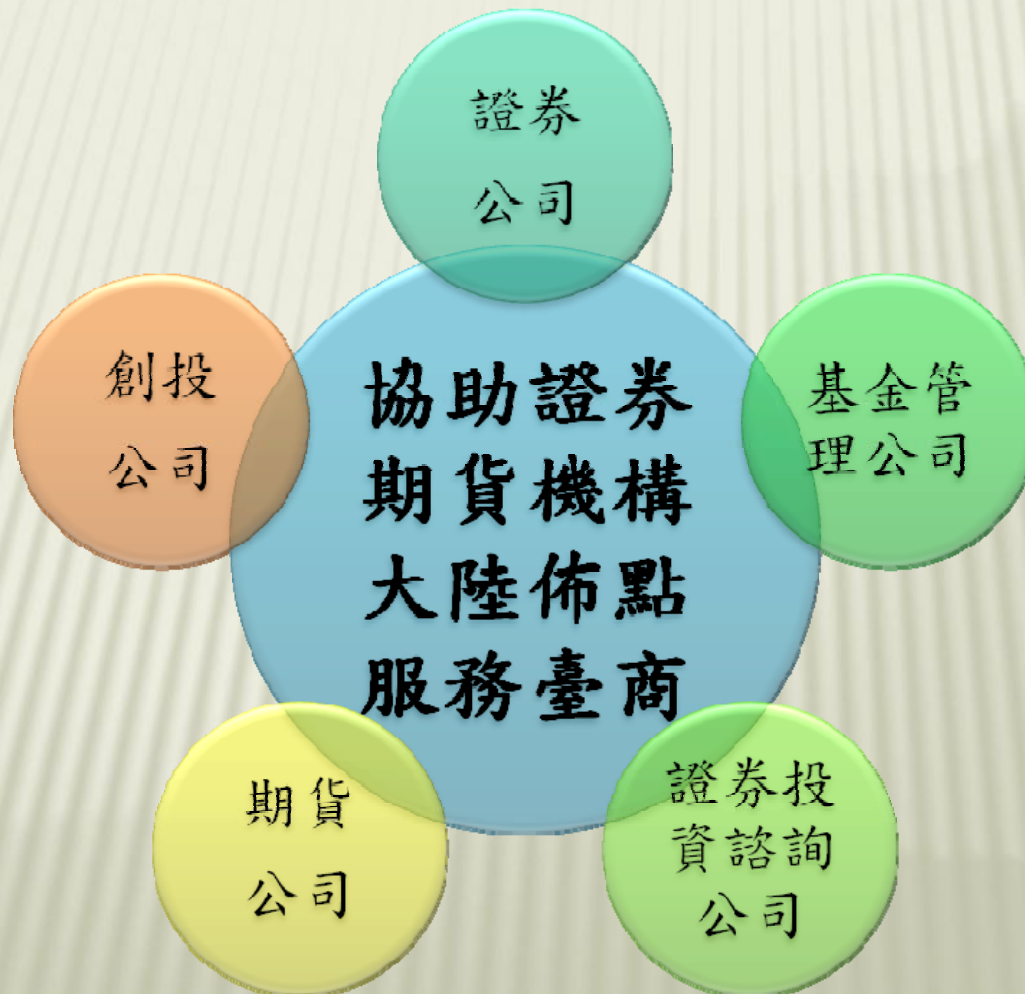 證券
公司
創投
公司
協助證券
期貨機構
大陸佈點
服務臺商
基金管
理公司
期貨
公司
證券投
資諮詢
公司